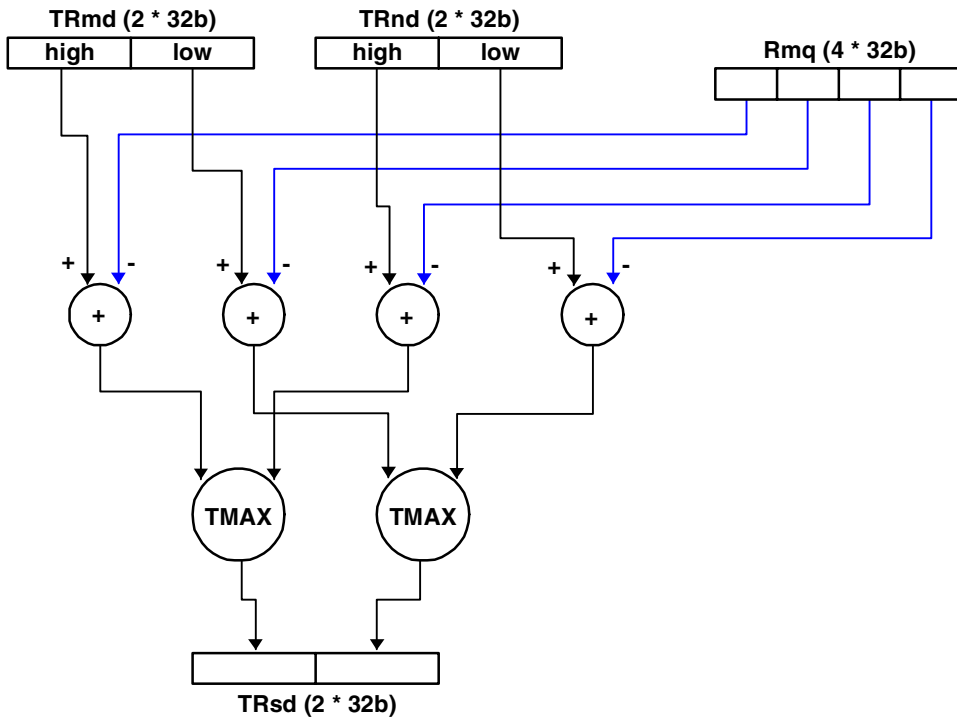 TRmd (2 * 32b)
TRnd (2 * 32b)
Rmq (4 * 32b)
high
low
high
low
+
-
+
-
+
-
+
-
+
+
+
+
TMAX
TMAX
TRsd (2 * 32b)